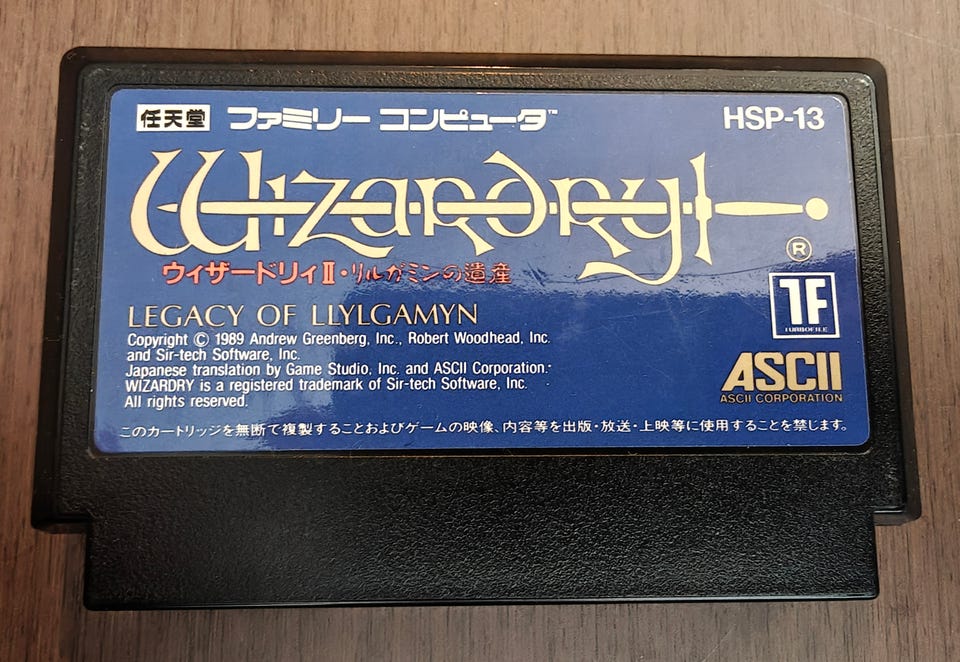 任天堂 ファミリー コンピュータ™ HSP-13
Wizardry
®
ウィザードリィⅡ・リルガミンの遺産
TF
TURBOFILE
LEGACY OF LLYLGAMYN
Copyright © 1989 Andrew Greenberg, Inc., Robert Woodhead, Inc.
and Sir-tech Software, Inc.
Japanese translation by Game Studio, Inc. and ASCII Corporation.
WIZARDRY is a registered trademark of Sir-tech Software, Inc.
All rights reserved.
ASCII
ASCII CORPORATION
このカートリッジを無断で複製することおよびゲームの映像、内容等を出版・放送・上映等に使用することを禁じます。